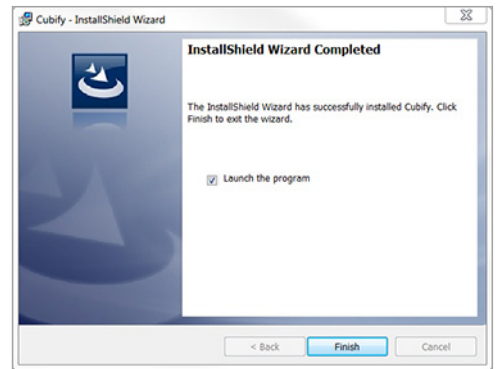 Cubify - InstallShield Wizard
InstallShield Wizard Completed
The InstallShield Wizard has successfully installed Cubify. Click
Finish to exit the wizard.
Launch the program
< Back
Finish
Cancel